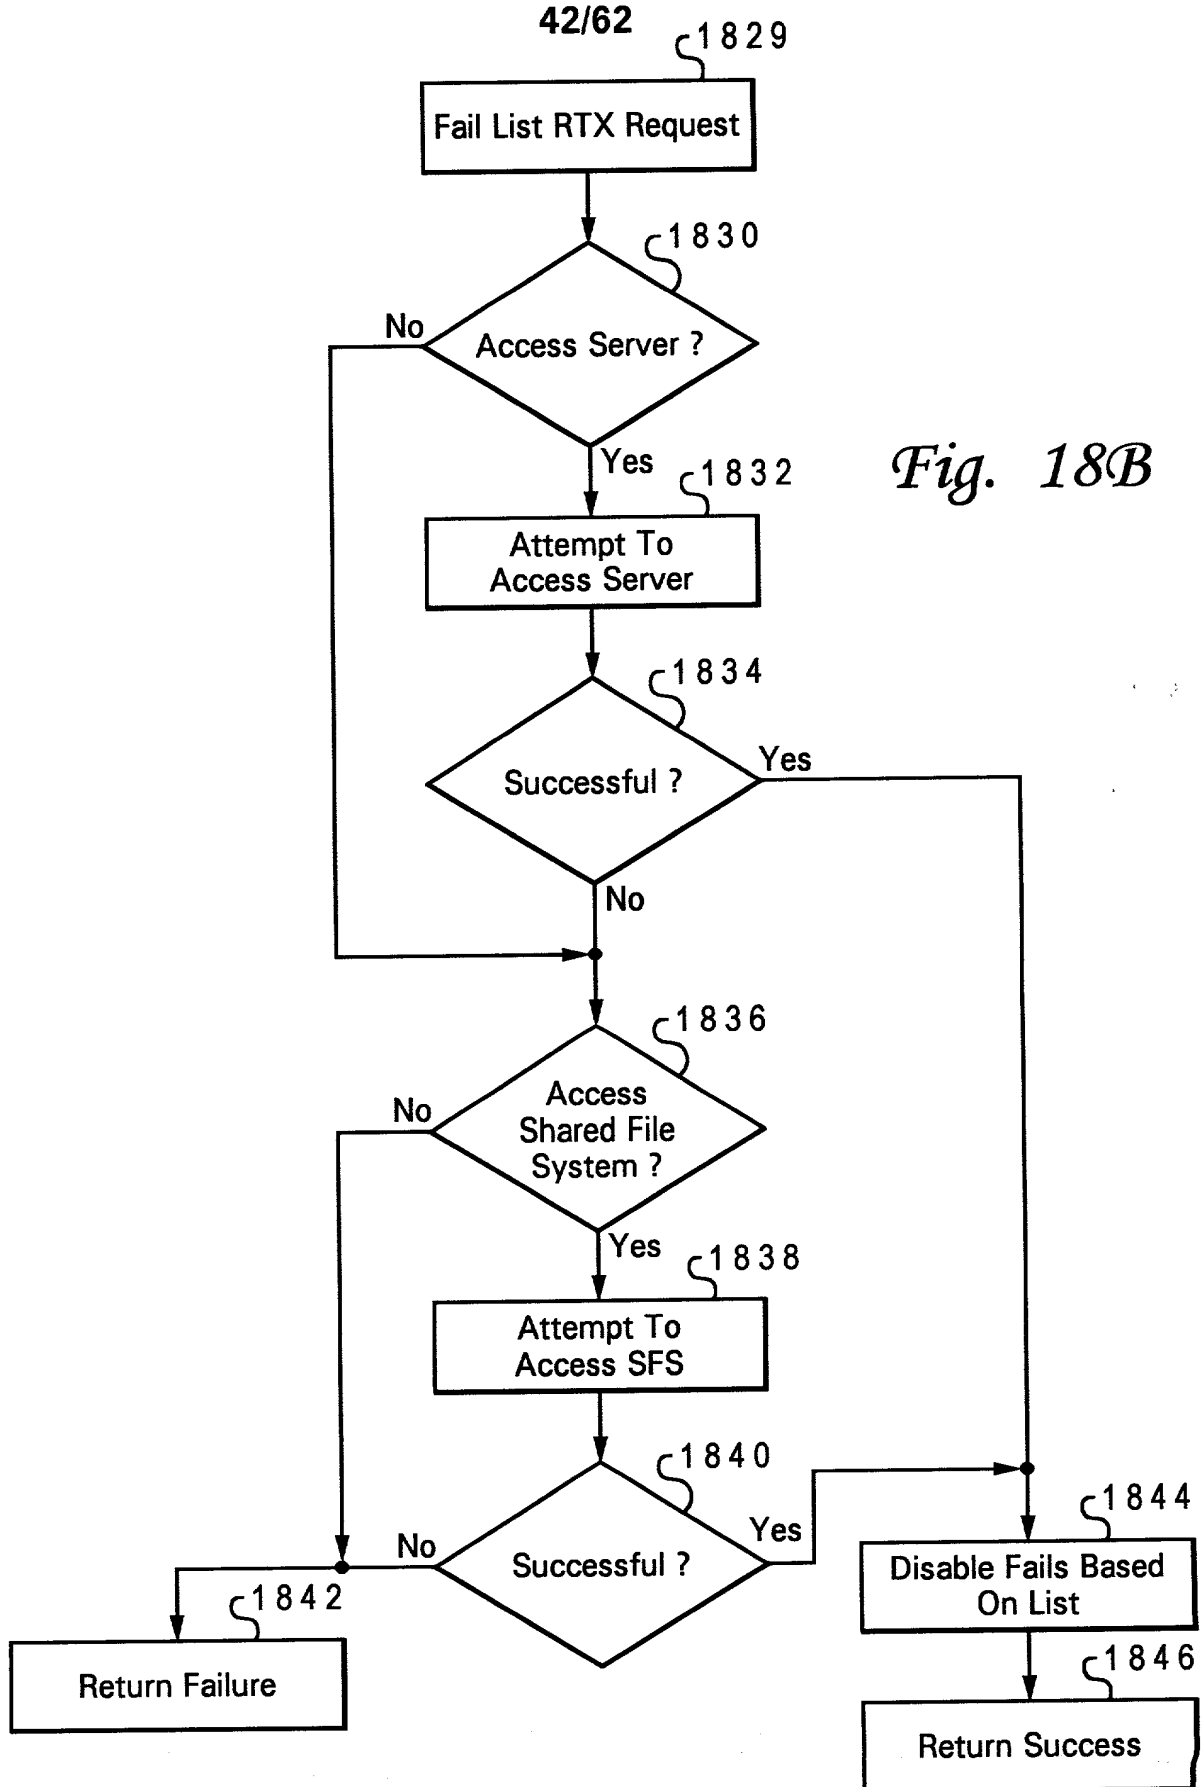 42/62
1829
Fail List RTX Request
1830
No
Access Server ?
Yes
Fig. 18B
1832
Attempt To
Access Server
1834
Yes
Successful ?
No
1836
No
Access
Shared File
System ?
Yes
1838
Attempt To
Access SFS
1840
No
Successful ?
Yes
1844
Disable Fails Based
On List
1842
Return Failure
1846
Return Success